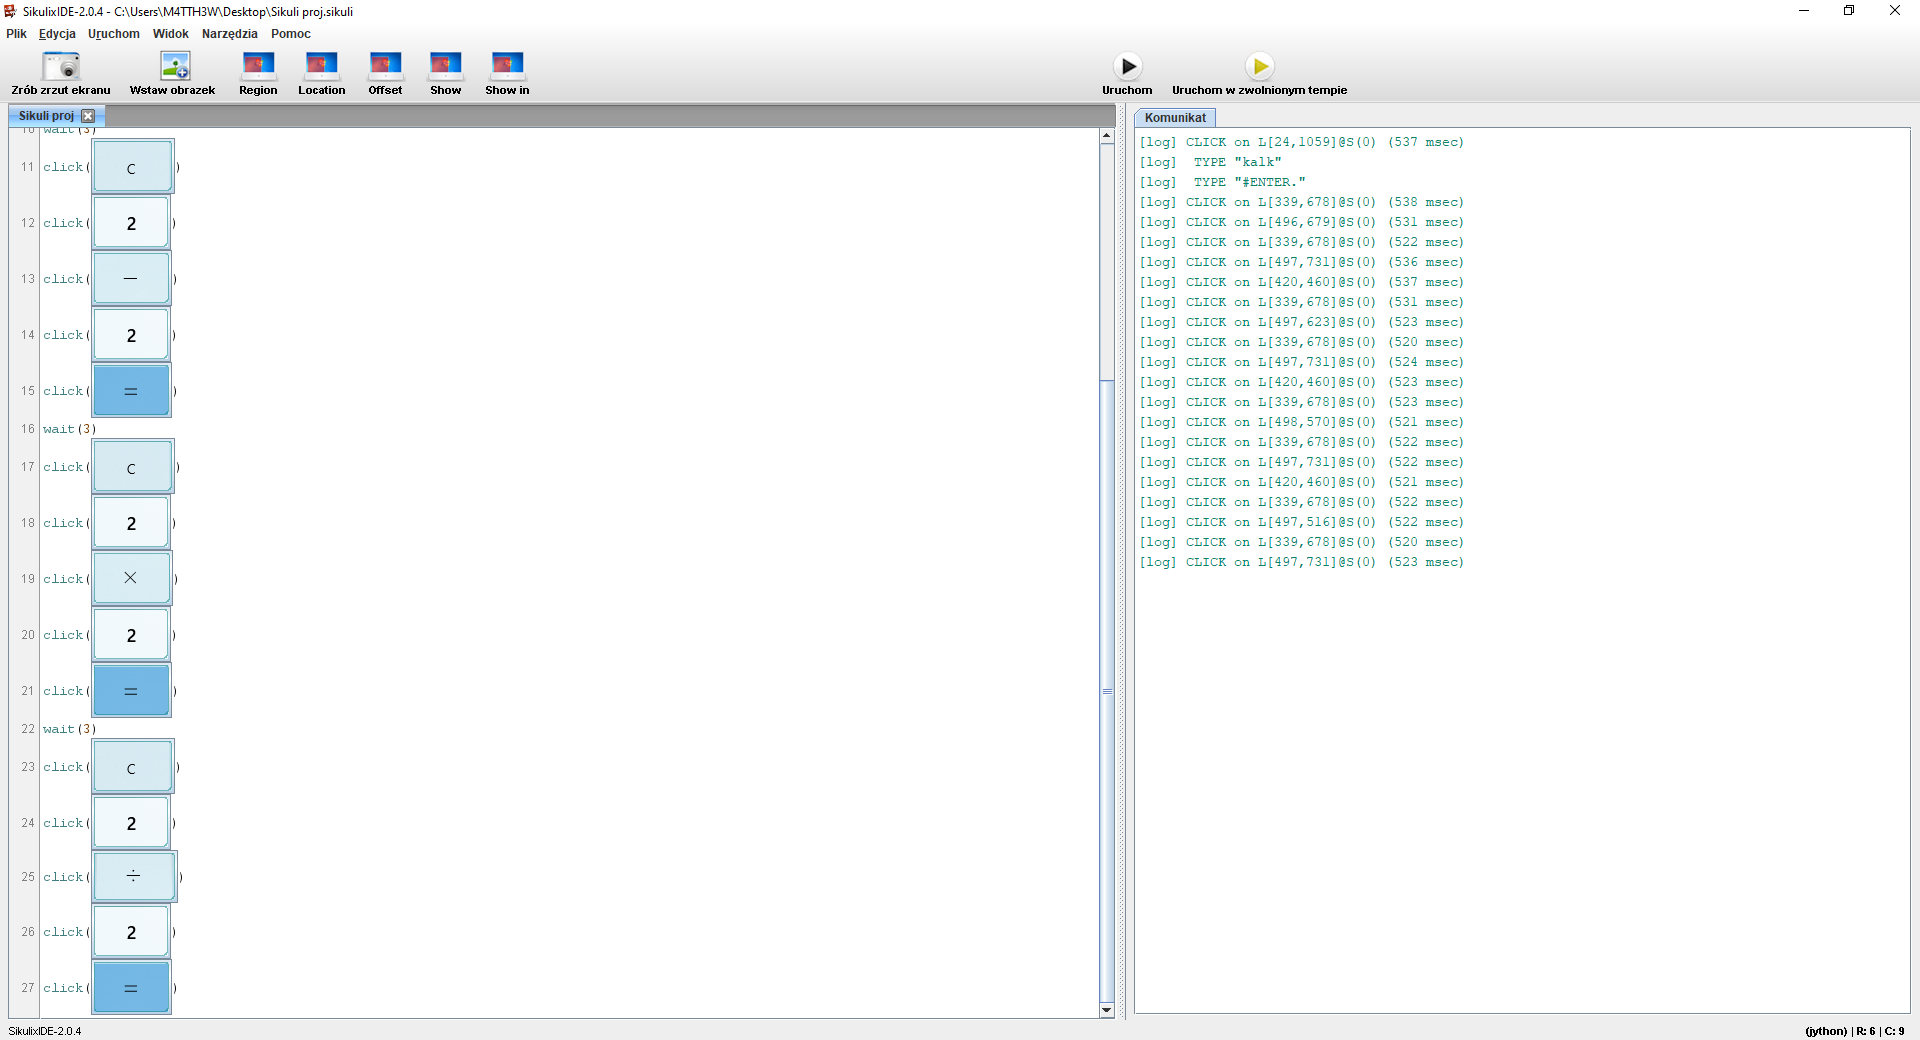 SikulixIDE-2.0.4 - C:\Users\M4TTH3W\Desktop\Sikuli proj.sikuli
Plik Edycja Uruchom Widok Narzędzia Pomoc
Zrób zrzut ekranu Wstaw obrazek Region Location Offset Show Show in Uruchom Uruchom w zwolnionym tempie
Sikuli proj
10 wait(3)
11 click( C )
12 click( 2 )
13 click( − )
14 click( 2 )
15 click( = )
16 wait(3)
17 click( C )
18 click( 2 )
19 click( × )
20 click( 2 )
21 click( = )
22 wait(3)
23 click( C )
24 click( 2 )
25 click( ÷ )
26 click( 2 )
27 click( = )
Komunikat
[log] CLICK on L[24,1059]@S(0) (537 msec)
[log] TYPE "kalk"
[log] TYPE "#ENTER."
[log] CLICK on L[339,678]@S(0) (538 msec)
[log] CLICK on L[496,679]@S(0) (531 msec)
[log] CLICK on L[339,678]@S(0) (522 msec)
[log] CLICK on L[497,731]@S(0) (536 msec)
[log] CLICK on L[420,460]@S(0) (537 msec)
[log] CLICK on L[339,678]@S(0) (531 msec)
[log] CLICK on L[497,623]@S(0) (523 msec)
[log] CLICK on L[339,678]@S(0) (520 msec)
[log] CLICK on L[497,731]@S(0) (524 msec)
[log] CLICK on L[420,460]@S(0) (523 msec)
[log] CLICK on L[339,678]@S(0) (523 msec)
[log] CLICK on L[498,570]@S(0) (521 msec)
[log] CLICK on L[339,678]@S(0) (522 msec)
[log] CLICK on L[497,731]@S(0) (522 msec)
[log] CLICK on L[420,460]@S(0) (521 msec)
[log] CLICK on L[339,678]@S(0) (522 msec)
[log] CLICK on L[497,516]@S(0) (522 msec)
[log] CLICK on L[339,678]@S(0) (520 msec)
[log] CLICK on L[497,731]@S(0) (523 msec)
SikulixIDE-2.0.4
(jython) | R: 6 | C: 9